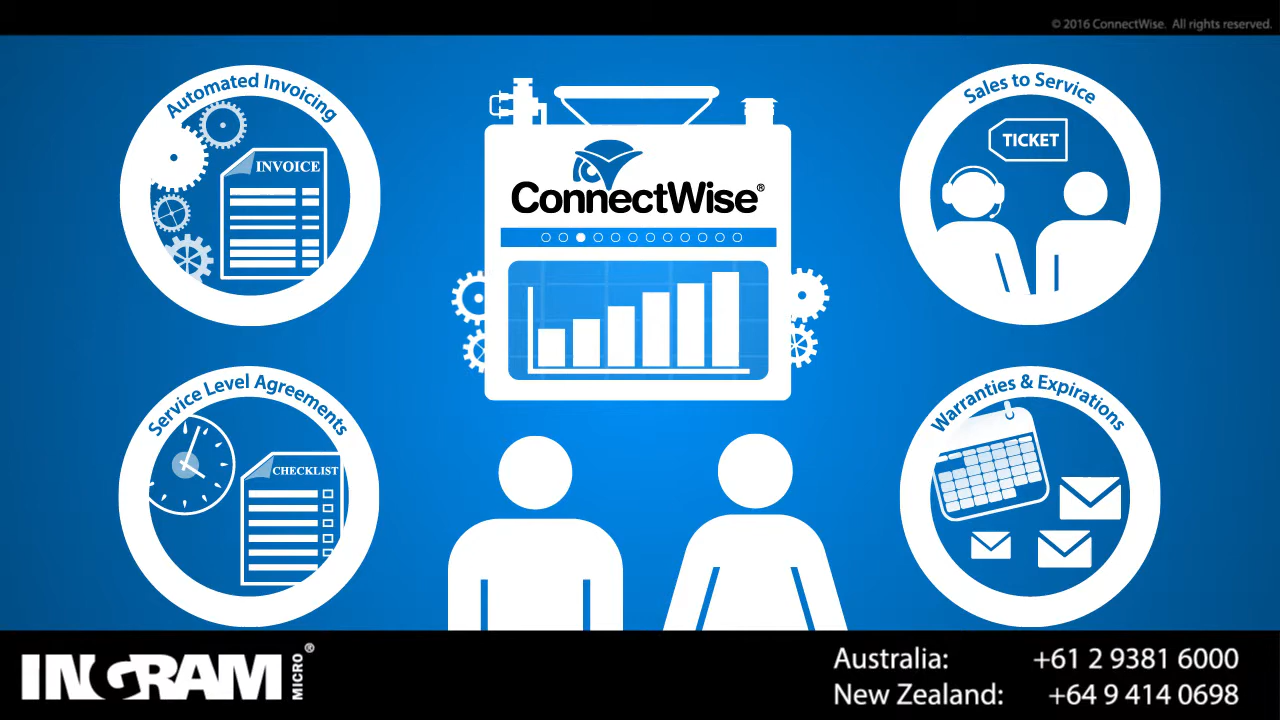 © 2016 ConnectWise. All rights reserved.
Automated Invoicing
INVOICE
ConnectWise®
Sales to Service
TICKET
Service Level Agreements
CHECKLIST
Warranties & Expirations
INGRAM MICRO®
Australia: +61 2 9381 6000
New Zealand: +64 9 414 0698